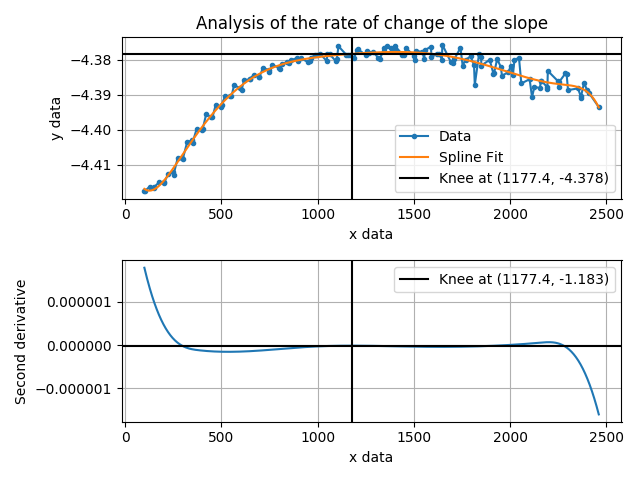 Analysis of the rate of change of the slope
−4.38
−4.39
−4.40
−4.41
y data
Data
Spline Fit
Knee at (1177.4, -4.378)
0
500
1000
1500
2000
2500
x data
Knee at (1177.4, -1.183)
0.000001
0.000000
−0.000001
Second derivative
0
500
1000
1500
2000
2500
x data